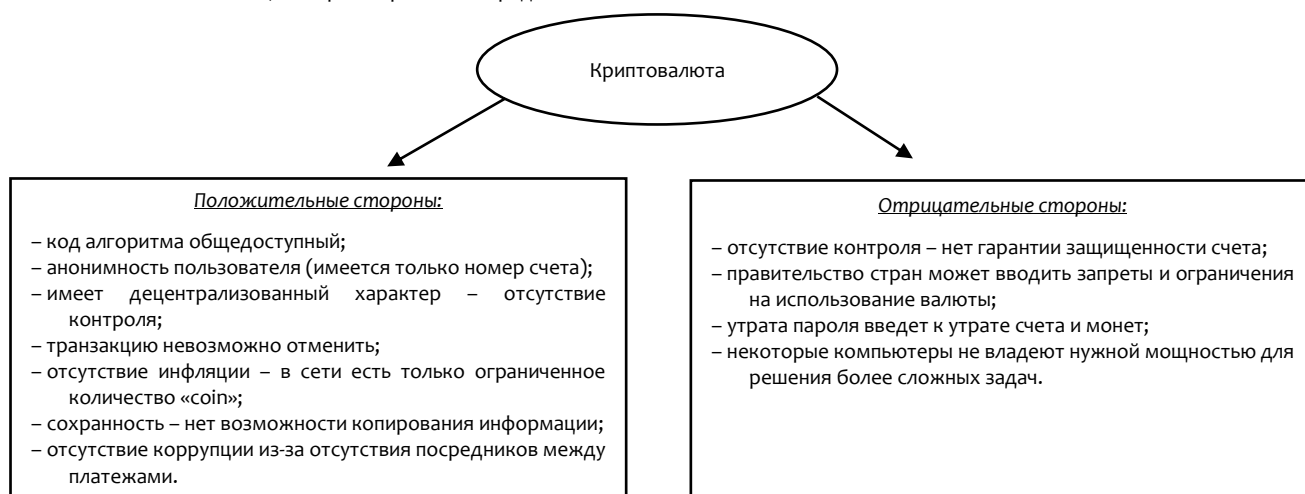 Криптовалюта
Положительные стороны:
– код алгоритма общедоступный;
– анонимность пользователя (имеется только номер счета);
– имеет децентрализованный характер – отсутствие
контроля;
– транзакцию невозможно отменить;
– отсутствие инфляции – в сети есть только ограниченное
количество «coin»;
– сохранность – нет возможности копирования информации;
– отсутствие коррупции из-за отсутствия посредников между
платежами.
Отрицательные стороны:
– отсутствие контроля – нет гарантии защищенности счета;
– правительство стран может вводить запреты и ограничения
на использование валюты;
– утрата пароля введет к утрате счета и монет;
– некоторые компьютеры не владеют нужной мощностью для
решения более сложных задач.